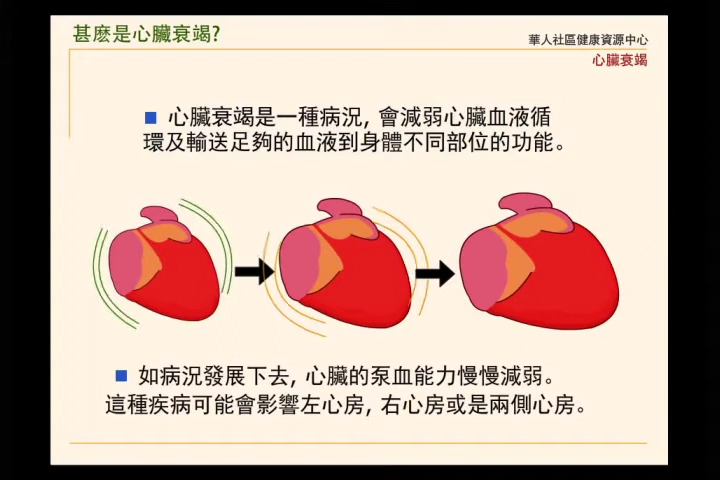 甚麽是心臟衰竭?
華人社區健康資源中心
心臟衰竭
心臟衰竭是一種病況, 會減弱心臟血液循
環及輸送足夠的血液到身體不同部位的功能。
如病況發展下去, 心臟的泵血能力慢慢減弱。
這種疾病可能會影響左心房, 右心房或是兩側心房。